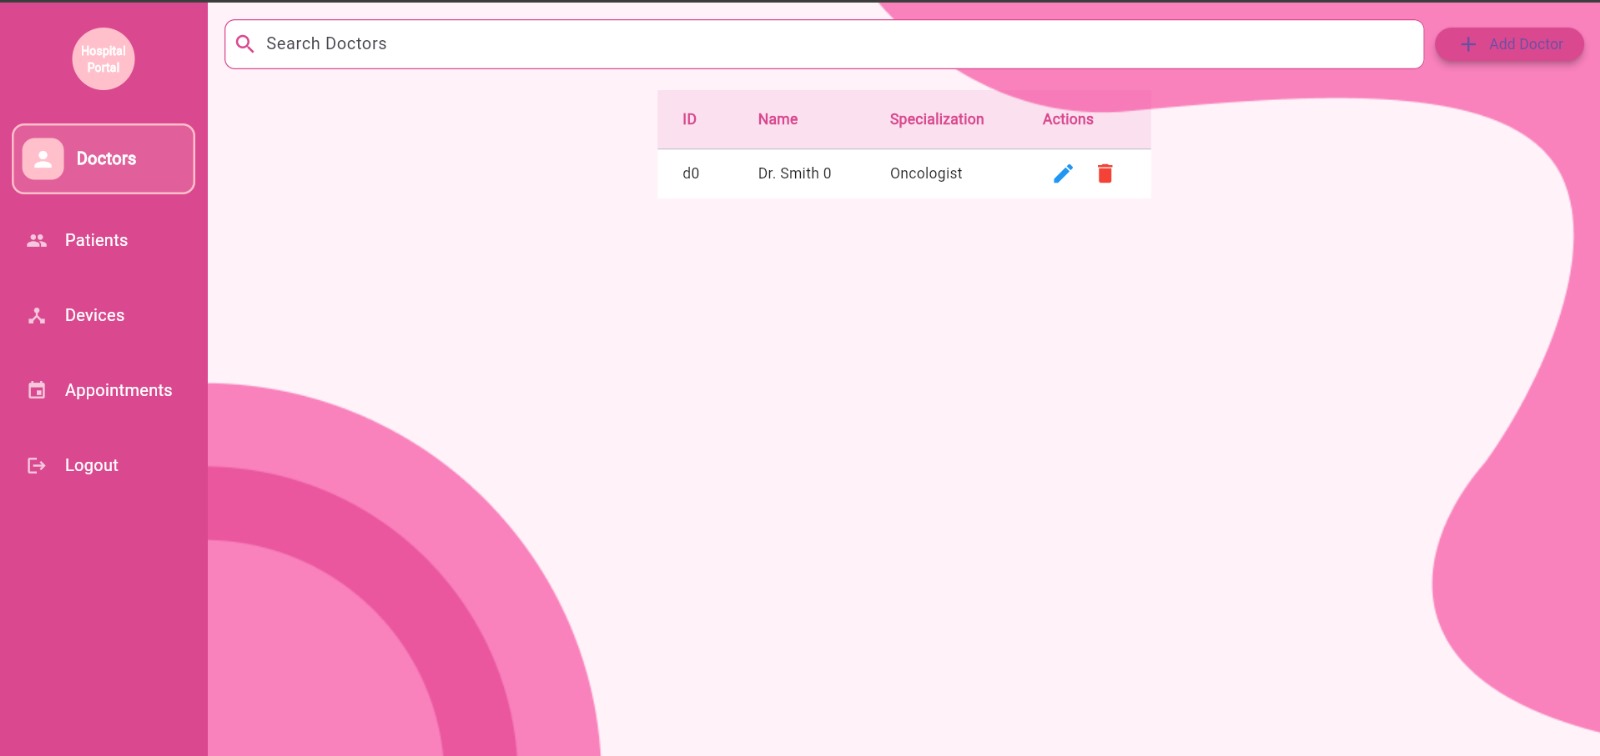 Hospital
Portal
Doctors
Patients
Devices
Appointments
Logout
Search Doctors
Add Doctor
ID Name Specialization Actions
d0 Dr. Smith 0 Oncologist